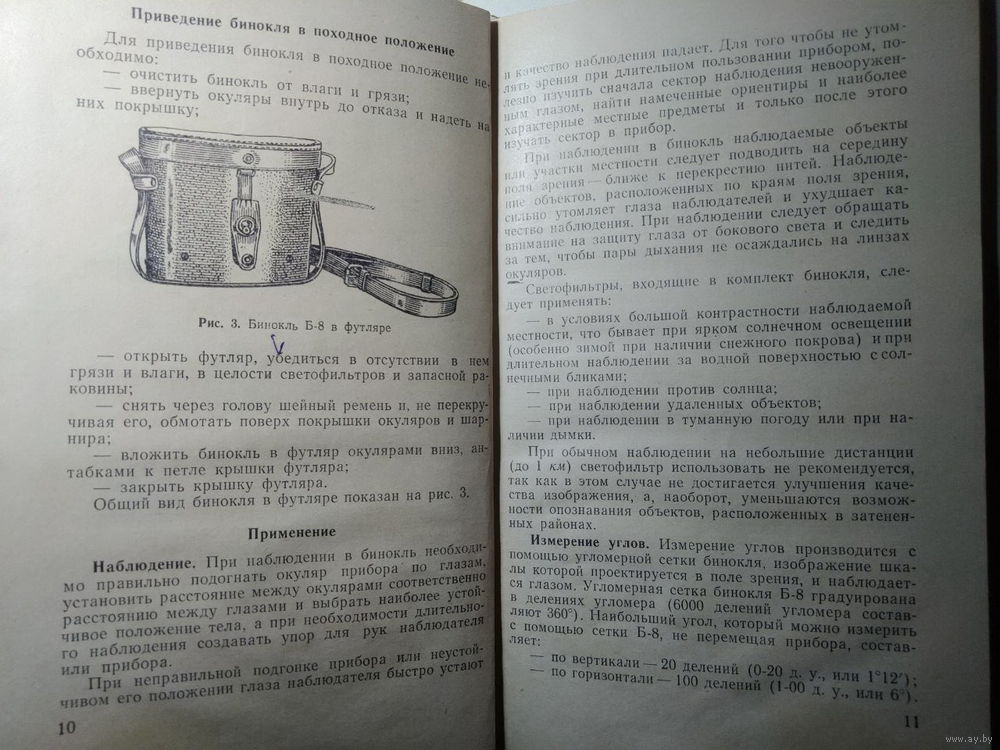 Приведение бинокля в походное положение
Для приведения бинокля в походное положение не-
обходимо:
— очистить бинокль от влаги и грязи;
— ввернуть окуляры внутрь до отказа и надеть на
них покрышку;
Рис. 3. Бинокль Б-8 в футляре
— открыть футляр, убедиться в отсутствии в нем
грязи и влаги, в целости светофильтров и запасной ра-
ковины;
— снять через голову шейный ремень и, не перекру-
чивая его, обмотать поверх покрышки окуляров и шар-
нира;
— вложить бинокль в футляр окулярами вниз, ан-
табками к петле крышки футляра;
— закрыть крышку футляра.
Общий вид бинокля в футляре показан на рис. 3.
Применение
Наблюдение. При наблюдении в бинокль необходи-
мо правильно подогнать окуляр прибора по глазам,
установить расстояние между окулярами соответственно
расстоянию между глазами и выбрать наиболее устой-
чивое положение тела, а при необходимости длительно-
го наблюдения создавать упор для рук наблюдателя
или прибора.
При неправильной подгонке прибора или неустой-
чивом его положении глаза наблюдателя быстро устают
10
и качество наблюдения падает. Для того чтобы не утом-
лять зрения при длительном пользовании прибором, по-
лезно изучить сначала сектор наблюдения невооружен-
ным глазом, найти намеченные ориентиры и наиболее
характерные местные предметы и только после этого
изучать сектор в прибор.
При наблюдении в бинокль наблюдаемые объекты
или участки местности следует подводить на середину
поля зрения — ближе к перекрестию нитей. Наблюде-
ние объектов, расположенных по краям поля зрения,
сильно утомляет глаза наблюдателей и ухудшает ка-
чество наблюдения. При наблюдении следует обращать
внимание на защиту глаза от бокового света и следить
за тем, чтобы пары дыхания не осаждались на линзах
окуляров.
Светофильтры, входящие в комплект бинокля, сле-
дует применять:
— в условиях большой контрастности наблюдаемой
местности, что бывает при ярком солнечном освещении
(особенно зимой при наличии снежного покрова) и при
длительном наблюдении за водной поверхностью с сол-
нечными бликами;
— при наблюдении против солнца;
— при наблюдении удаленных объектов;
— при наблюдении в туманную погоду или при на-
личии дымки.
При обычном наблюдении на небольшие дистанции
(до 1 км) светофильтр использовать не рекомендуется,
так как в этом случае не достигается улучшения каче-
ства изображения, а, наоборот, уменьшаются возмож-
ности опознавания объектов, расположенных в затенен-
ных районах.
Измерение углов. Измерение углов производится с
помощью угломерной сетки бинокля, изображение шка-
лы которой проектируется в поле зрения, и наблюдает-
ся глазом. Угломерная сетка бинокля Б-8 градуирована
в делениях угломера (6000 делений угломера состав-
ляют 360°). Наибольший угол, который можно измерить
с помощью сетки Б-8, не перемещая прибора, состав-
ляет:
— по вертикали — 20 делений (0-20 д. у., или 1°12′);
— по горизонтали — 100 делений (1-00 д. у., или 6°).
11
www.ay.by